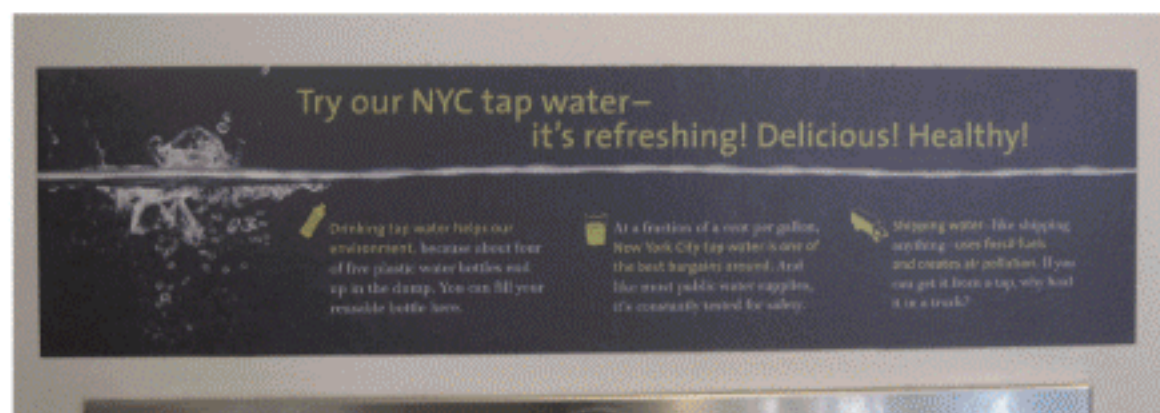 Try our NYC tap water–
it's refreshing! Delicious! Healthy!
Drinking tap water helps our
environment, because about four
of five plastic water bottles end
up in the dump. You can fill your
reusable bottle here.
At a fraction of a cent per gallon,
New York City tap water is one of
the best bargains around. And
like most public water supplies,
it's constantly tested for safety.
Shipping water–like shipping
anything–uses fossil fuels
and creates air pollution. If you
can get it from a tap, why haul
it in a truck?